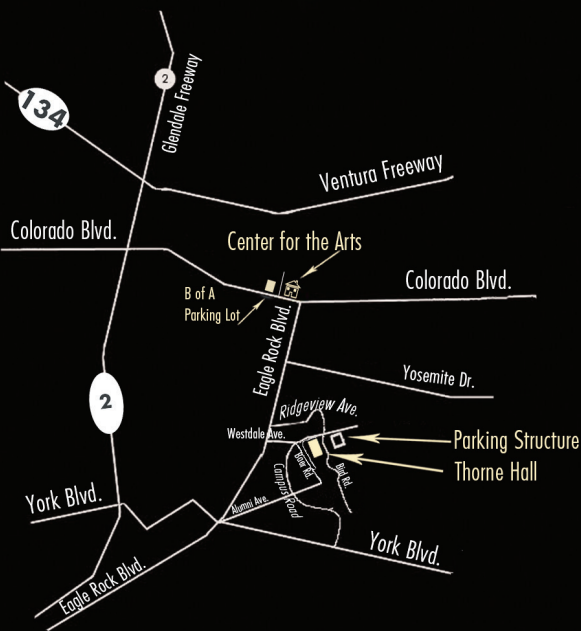 2
Glendale Freeway
134
Ventura Freeway
Colorado Blvd.
Center for the Arts
Colorado Blvd.
B of A
Parking Lot
Eagle Rock Blvd.
Yosemite Dr.
2
Ridgeview Ave.
Westdale Ave.
Parking Structure
Thorne Hall
Bird Rd.
Campus Road
York Blvd.
Alumni Ave.
York Blvd.
Eagle Rock Blvd.